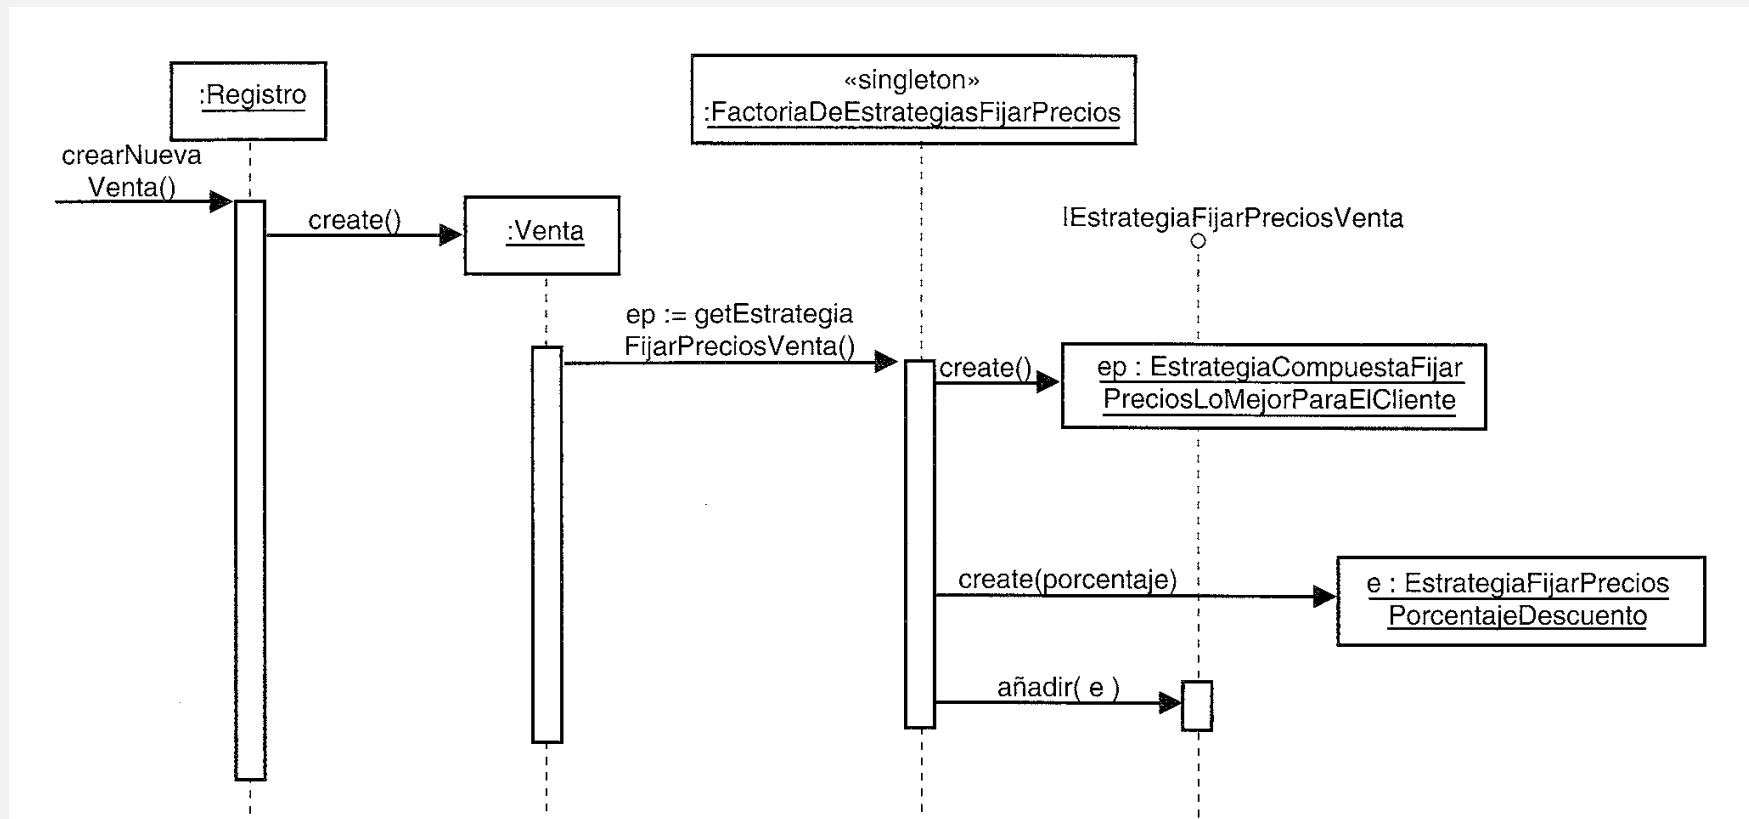 :Registro
«singleton»
:FactoriaDeEstrategiasFijarPrecios
crearNueva
Venta()
create()
:Venta
IEstrategiaFijarPreciosVenta
ep := getEstrategia
FijarPreciosVenta()
create()
ep : EstrategiaCompuestaFijar
PreciosLoMejorParaElCliente
create(porcentaje)
e : EstrategiaFijarPrecios
PorcentajeDescuento
añadir( e )